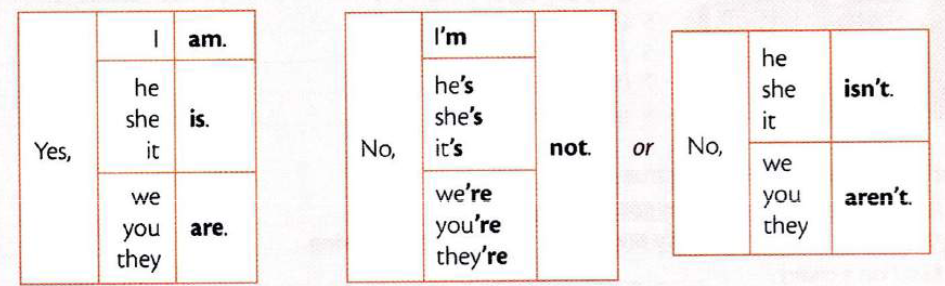 Yes,
I am.
he
she is.
it
we
you are.
they
No,
I'm
he's
she's
it's
we're
you're
they're
not.
or
No,
he
she isn't.
it
we
you aren't.
they